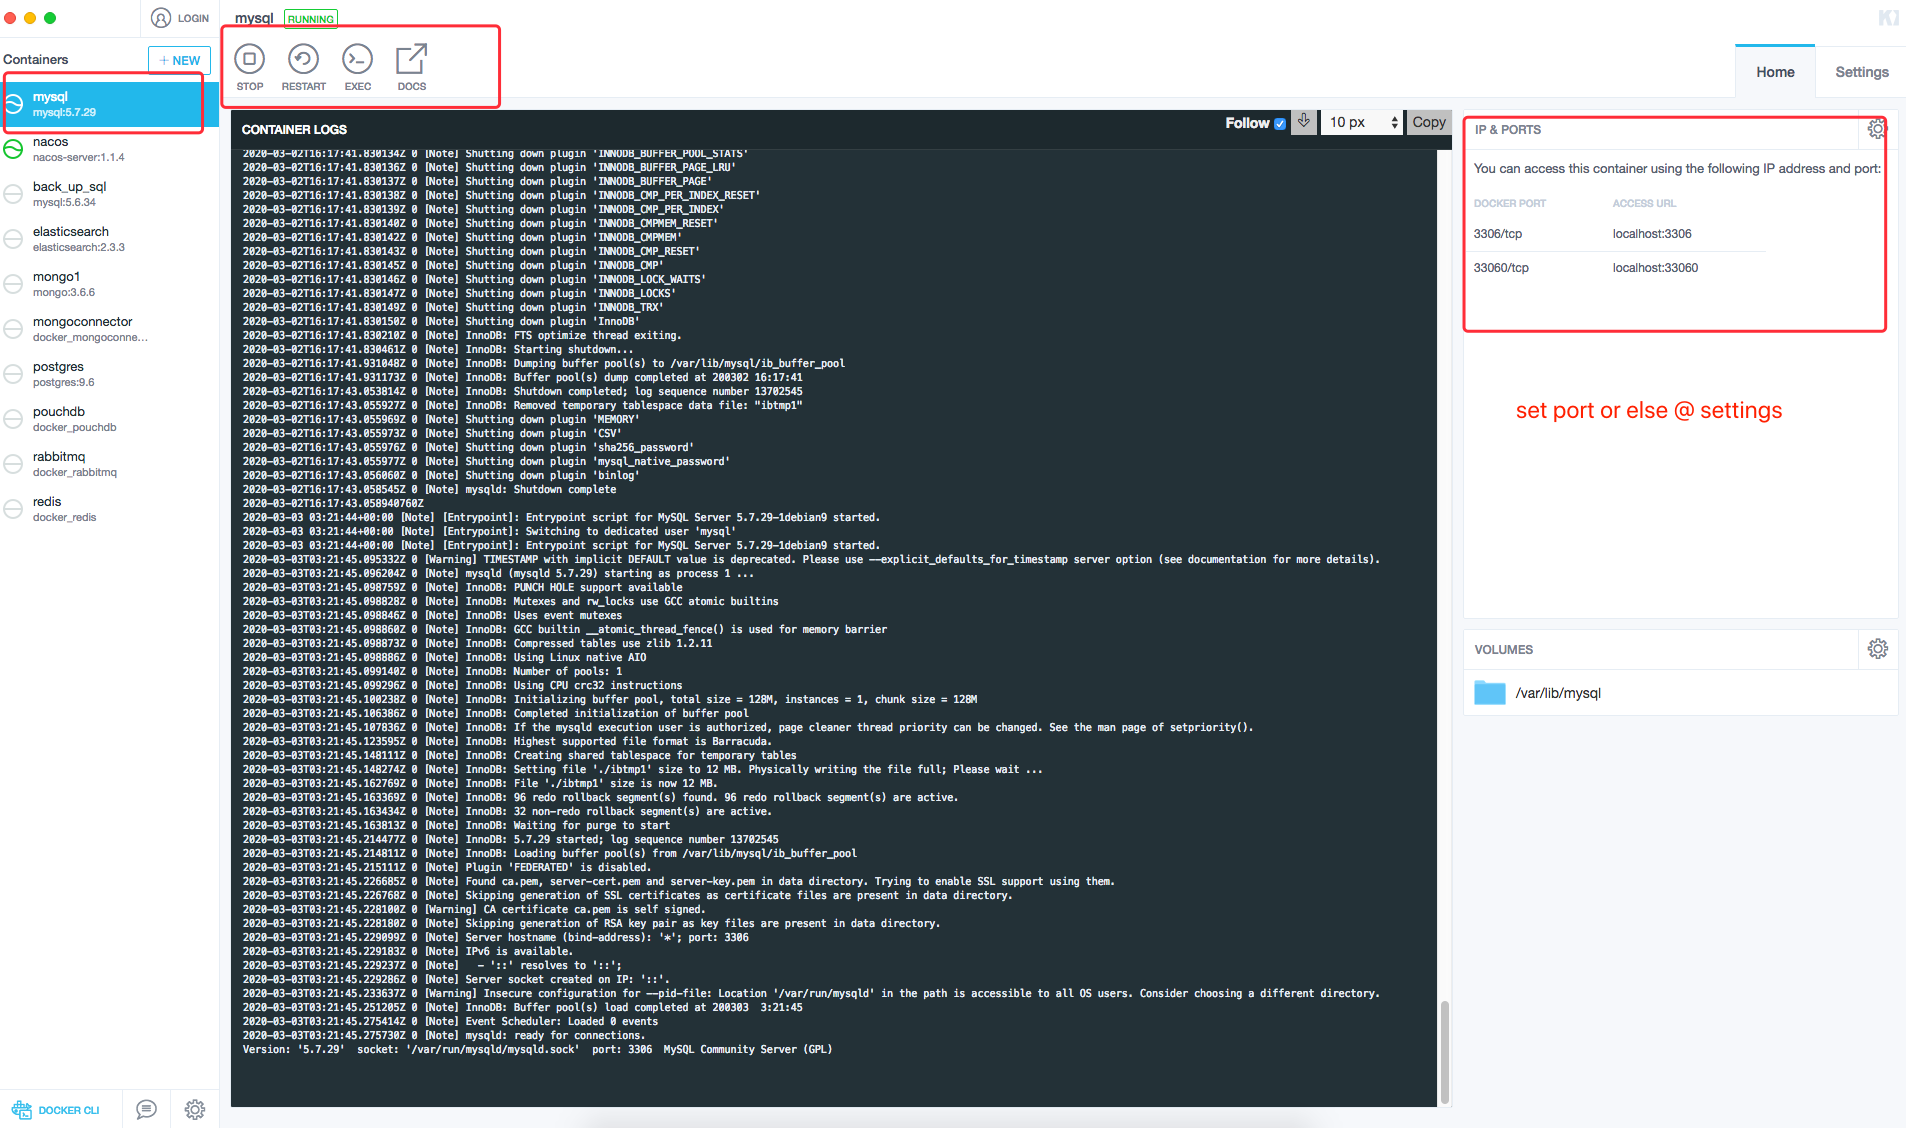 LOGIN
mysql RUNNING
Containers
+ NEW
STOP
RESTART
EXEC
DOCS
Home
Settings
mysql
mysql:5.7.29
nacos
nacos-server:1.1.4
back_up_sql
mysql:5.6.34
elasticsearch
elasticsearch:2.3.3
mongo1
mongo:3.6.6
mongoconnector
docker_mongoconne...
postgres
postgres:9.6
pouchdb
docker_pouchdb
rabbitmq
docker_rabbitmq
redis
docker_redis
DOCKER CLI
CONTAINER LOGS
Follow
10 px
Copy
2020-03-02T16:17:41.830134Z 0 [Note] Shutting down plugin 'INNODB_BUFFER_POOL_STATS'
2020-03-02T16:17:41.830136Z 0 [Note] Shutting down plugin 'INNODB_BUFFER_PAGE_LRU'
2020-03-02T16:17:41.830137Z 0 [Note] Shutting down plugin 'INNODB_BUFFER_PAGE'
2020-03-02T16:17:41.830138Z 0 [Note] Shutting down plugin 'INNODB_CMP_PER_INDEX_RESET'
2020-03-02T16:17:41.830139Z 0 [Note] Shutting down plugin 'INNODB_CMP_PER_INDEX'
2020-03-02T16:17:41.830140Z 0 [Note] Shutting down plugin 'INNODB_CMPMEM_RESET'
2020-03-02T16:17:41.830142Z 0 [Note] Shutting down plugin 'INNODB_CMPMEM'
2020-03-02T16:17:41.830143Z 0 [Note] Shutting down plugin 'INNODB_CMP_RESET'
2020-03-02T16:17:41.830145Z 0 [Note] Shutting down plugin 'INNODB_CMP'
2020-03-02T16:17:41.830146Z 0 [Note] Shutting down plugin 'INNODB_LOCK_WAITS'
2020-03-02T16:17:41.830147Z 0 [Note] Shutting down plugin 'INNODB_LOCKS'
2020-03-02T16:17:41.830149Z 0 [Note] Shutting down plugin 'INNODB_TRX'
2020-03-02T16:17:41.830150Z 0 [Note] Shutting down plugin 'InnoDB'
2020-03-02T16:17:41.830210Z 0 [Note] InnoDB: FTS optimize thread exiting.
2020-03-02T16:17:41.830461Z 0 [Note] InnoDB: Starting shutdown...
2020-03-02T16:17:41.931048Z 0 [Note] InnoDB: Dumping buffer pool(s) to /var/lib/mysql/ib_buffer_pool
2020-03-02T16:17:41.931173Z 0 [Note] InnoDB: Buffer pool(s) dump completed at 200302 16:17:41
2020-03-02T16:17:43.053814Z 0 [Note] InnoDB: Shutdown completed; log sequence number 13702545
2020-03-02T16:17:43.055927Z 0 [Note] InnoDB: Removed temporary tablespace data file: "ibtmp1"
2020-03-02T16:17:43.055969Z 0 [Note] Shutting down plugin 'MEMORY'
2020-03-02T16:17:43.055973Z 0 [Note] Shutting down plugin 'CSV'
2020-03-02T16:17:43.055976Z 0 [Note] Shutting down plugin 'sha256_password'
2020-03-02T16:17:43.055977Z 0 [Note] Shutting down plugin 'mysql_native_password'
2020-03-02T16:17:43.056060Z 0 [Note] Shutting down plugin 'binlog'
2020-03-02T16:17:43.058545Z 0 [Note] mysqld: Shutdown complete
2020-03-02T16:17:43.058940760Z
2020-03-03 03:21:44+00:00 [Note] [Entrypoint]: Entrypoint script for MySQL Server 5.7.29-1debian9 started.
2020-03-03 03:21:44+00:00 [Note] [Entrypoint]: Switching to dedicated user 'mysql'
2020-03-03 03:21:44+00:00 [Note] [Entrypoint]: Entrypoint script for MySQL Server 5.7.29-1debian9 started.
2020-03-03T03:21:45.095332Z 0 [Warning] TIMESTAMP with implicit DEFAULT value is deprecated. Please use --explicit_defaults_for_timestamp server option (see documentation for more details).
2020-03-03T03:21:45.096204Z 0 [Note] mysqld (mysqld 5.7.29) starting as process 1 ...
2020-03-03T03:21:45.098759Z 0 [Note] InnoDB: PUNCH HOLE support available
2020-03-03T03:21:45.098828Z 0 [Note] InnoDB: Mutexes and rw_locks use GCC atomic builtins
2020-03-03T03:21:45.098846Z 0 [Note] InnoDB: Uses event mutexes
2020-03-03T03:21:45.098860Z 0 [Note] InnoDB: GCC builtin __atomic_thread_fence() is used for memory barrier
2020-03-03T03:21:45.098873Z 0 [Note] InnoDB: Compressed tables use zlib 1.2.11
2020-03-03T03:21:45.098886Z 0 [Note] InnoDB: Using Linux native AIO
2020-03-03T03:21:45.099140Z 0 [Note] InnoDB: Number of pools: 1
2020-03-03T03:21:45.099296Z 0 [Note] InnoDB: Using CPU crc32 instructions
2020-03-03T03:21:45.100238Z 0 [Note] InnoDB: Initializing buffer pool, total size = 128M, instances = 1, chunk size = 128M
2020-03-03T03:21:45.106386Z 0 [Note] InnoDB: Completed initialization of buffer pool
2020-03-03T03:21:45.107836Z 0 [Note] InnoDB: If the mysqld execution user is authorized, page cleaner thread priority can be changed. See the man page of setpriority().
2020-03-03T03:21:45.123595Z 0 [Note] InnoDB: Highest supported file format is Barracuda.
2020-03-03T03:21:45.148111Z 0 [Note] InnoDB: Creating shared tablespace for temporary tables
2020-03-03T03:21:45.148274Z 0 [Note] InnoDB: Setting file './ibtmp1' size to 12 MB. Physically writing the file full; Please wait ...
2020-03-03T03:21:45.162769Z 0 [Note] InnoDB: File './ibtmp1' size is now 12 MB.
2020-03-03T03:21:45.163369Z 0 [Note] InnoDB: 96 redo rollback segment(s) found. 96 redo rollback segment(s) are active.
2020-03-03T03:21:45.163434Z 0 [Note] InnoDB: 32 non-redo rollback segment(s) are active.
2020-03-03T03:21:45.163813Z 0 [Note] InnoDB: Waiting for purge to start
2020-03-03T03:21:45.214477Z 0 [Note] InnoDB: 5.7.29 started; log sequence number 13702545
2020-03-03T03:21:45.214811Z 0 [Note] InnoDB: Loading buffer pool(s) from /var/lib/mysql/ib_buffer_pool
2020-03-03T03:21:45.215111Z 0 [Note] Plugin 'FEDERATED' is disabled.
2020-03-03T03:21:45.226685Z 0 [Note] Found ca.pem, server-cert.pem and server-key.pem in data directory. Trying to enable SSL support using them.
2020-03-03T03:21:45.226768Z 0 [Note] Skipping generation of SSL certificates as certificate files are present in data directory.
2020-03-03T03:21:45.228100Z 0 [Warning] CA certificate ca.pem is self signed.
2020-03-03T03:21:45.228180Z 0 [Note] Skipping generation of RSA key pair as key files are present in data directory.
2020-03-03T03:21:45.229099Z 0 [Note] Server hostname (bind-address): '*'; port: 3306
2020-03-03T03:21:45.229183Z 0 [Note] IPv6 is available.
2020-03-03T03:21:45.229237Z 0 [Note]   - '::' resolves to '::';
2020-03-03T03:21:45.229286Z 0 [Note] Server socket created on IP: '::'.
2020-03-03T03:21:45.233637Z 0 [Warning] Insecure configuration for --pid-file: Location '/var/run/mysqld' in the path is accessible to all OS users. Consider choosing a different directory.
2020-03-03T03:21:45.251205Z 0 [Note] InnoDB: Buffer pool(s) load completed at 200303  3:21:45
2020-03-03T03:21:45.275414Z 0 [Note] Event Scheduler: Loaded 0 events
2020-03-03T03:21:45.275730Z 0 [Note] mysqld: ready for connections.
Version: '5.7.29'  socket: '/var/run/mysqld/mysqld.sock'  port: 3306  MySQL Community Server (GPL)
IP & PORTS
You can access this container using the following IP address and port:
DOCKER PORT ACCESS URL
3306/tcp localhost:3306
33060/tcp localhost:33060
set port or else @ settings
VOLUMES
/var/lib/mysql